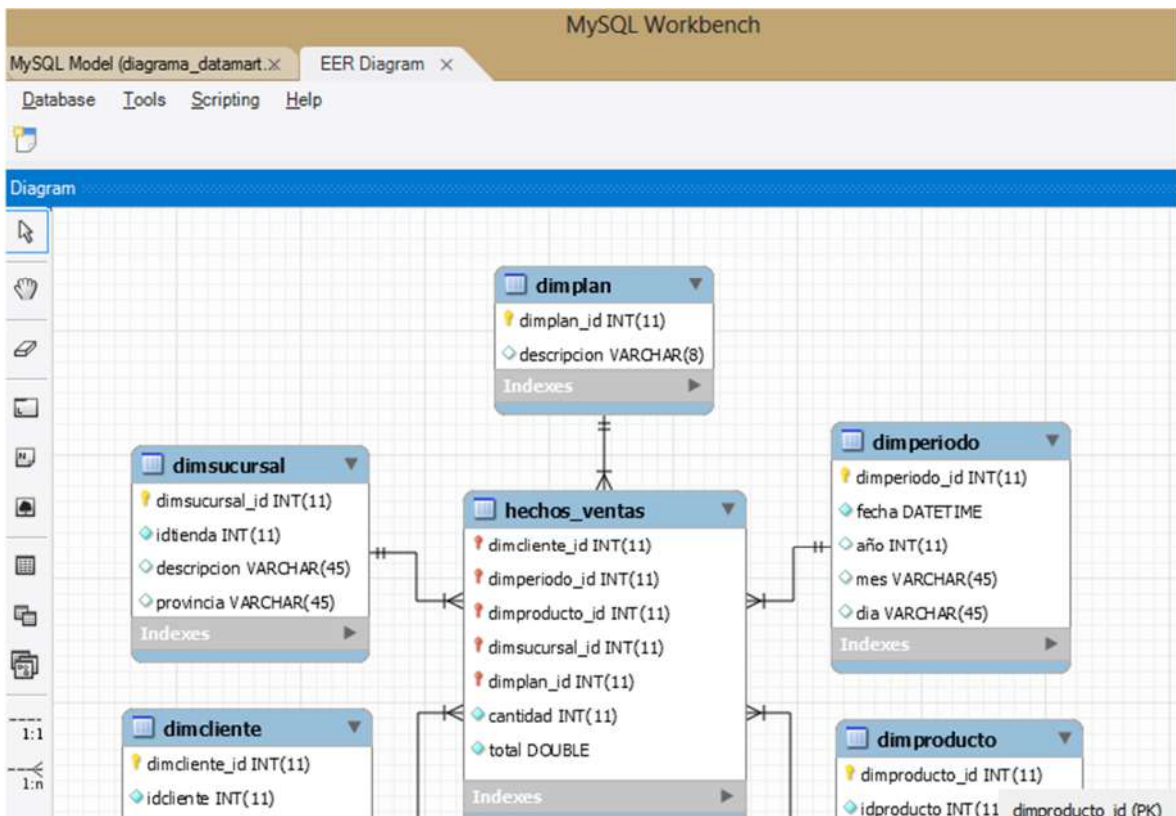 MySQL Workbench
MySQL Model (diagrama_datamart.×
EER Diagram ×
Database Tools Scripting Help
Diagram
dimplan
dimplan_id INT(11)
descripcion VARCHAR(8)
Indexes
dimsucursal
dimsucursal_id INT(11)
idtienda INT(11)
descripcion VARCHAR(45)
provincia VARCHAR(45)
Indexes
hechos_ventas
dimcliente_id INT(11)
dimperiodo_id INT(11)
dimproducto_id INT(11)
dimsucursal_id INT(11)
dimplan_id INT(11)
cantidad INT(11)
total DOUBLE
Indexes
dimperiodo
dimperiodo_id INT(11)
fecha DATETIME
año INT(11)
mes VARCHAR(45)
dia VARCHAR(45)
Indexes
dimcliente
dimcliente_id INT(11)
idcliente INT(11)
dimproducto
dimproducto_id INT(11)
idproducto INT(11
dimproducto_id (PK)
1:1
1:n